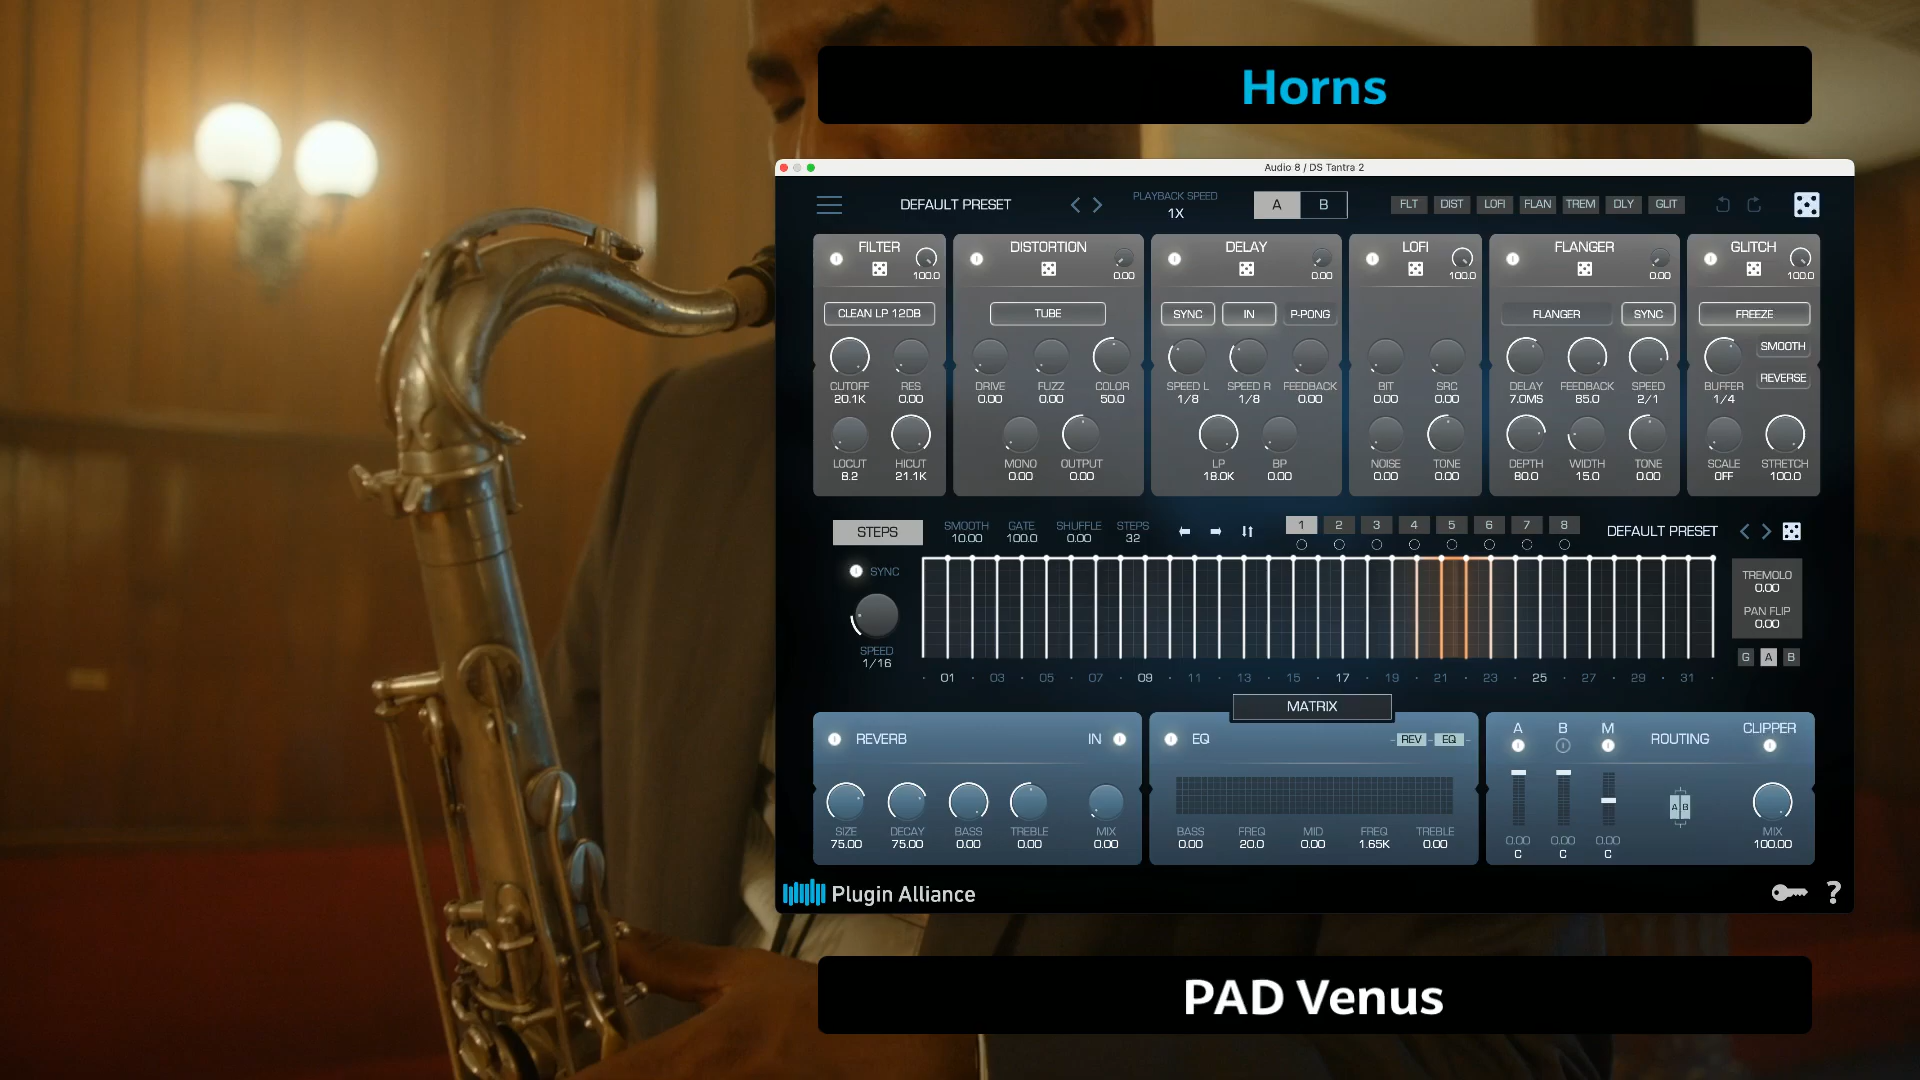 Horns
Audio 8 / DS Tantra 2
DEFAULT PRESET
PLAYBACK SPEED
1X
A B
FLT DIST LOFI FLAN TREM DLY GLIT
FILTER
100.0
CLEAN LP 12DB
CUTOFF RES
20.1K 0.00
LOCUT HICUT
8.2 21.1K
DISTORTION
0.00
TUBE
DRIVE FUZZ COLOR
0.00 0.00 50.0
MONO OUTPUT
0.00 0.00
DELAY
0.00
SYNC IN P-PONG
SPEED L SPEED R FEEDBACK
1/8 1/8 0.00
LP BP
18.0K 0.00
LOFI
100.0
BIT SRC
0.00 0.00
NOISE TONE
0.00 0.00
FLANGER
0.00
FLANGER SYNC
DELAY FEEDBACK SPEED
7.0MS 85.0 2/1
DEPTH WIDTH TONE
80.0 15.0 0.00
GLITCH
100.0
FREEZE
SMOOTH
REVERSE
BUFFER
1/4
SCALE STRETCH
OFF 100.0
STEPS
SMOOTH GATE SHUFFLE STEPS
10.00 100.0 0.00 32
1 2 3 4 5 6 7 8
DEFAULT PRESET
SYNC
SPEED
1/16
01 03 05 07 09 11 13 15 17 19 21 23 25 27 29 31
TREMOLO
0.00
PAN FLIP
0.00
G A B
MATRIX
REVERB IN
SIZE DECAY BASS TREBLE MIX
75.00 75.00 0.00 0.00 0.00
EQ REV EQ
BASS FREQ MID FREQ TREBLE
0.00 20.0 0.00 1.65K 0.00
A B M ROUTING CLIPPER
A B
0.00 0.00 0.00
C C C
MIX
100.00
Plugin Alliance
?
PAD Venus